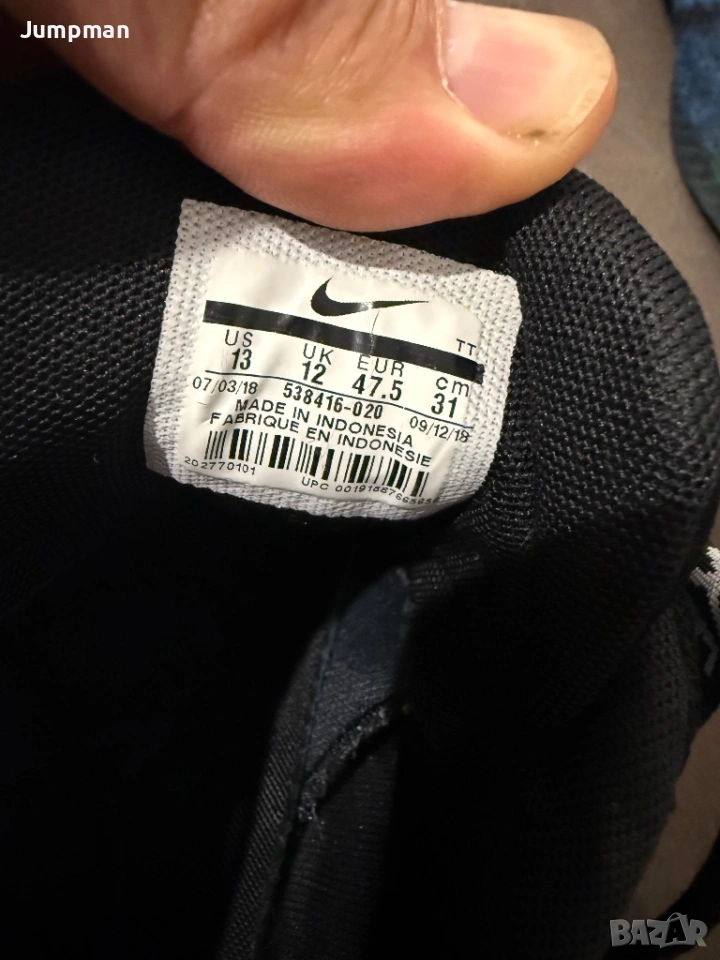 Jumpman
TT
US UK EUR cm
13 12 47.5 31
07/03/18 538416-020 09/12/18
MADE IN INDONESIA
FABRIQUE EN INDONESIE
202770101
UPC
BAZAR